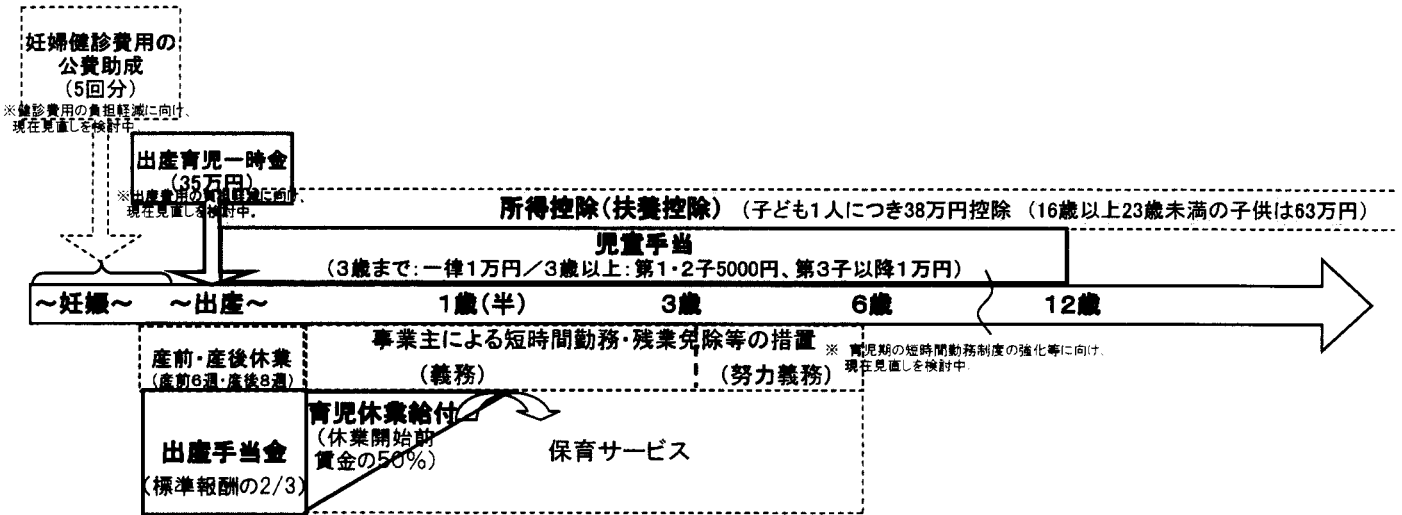 妊婦健診費用の
公費助成
(5回分)
※健診費用の負担軽減に向け、
現在見直しを検討中。
出産育児一時金
(35万円)
※出産費用の負担軽減に向け、
現在見直しを検討中。
所得控除(扶養控除) (子ども1人につき38万円控除 (16歳以上23歳未満の子供は63万円)
児童手当
(3歳まで:一律1万円/3歳以上:第1・2子5000円、第3子以降1万円)
～妊娠～ ～出産～ 1歳(半) 3歳 6歳 12歳
産前・産後休業
(産前6週・産後8週)
事業主による短時間勤務・残業免除等の措置
(義務) (努力義務)
※ 育児期の短時間勤務制度の強化等に向け、
現在見直しを検討中.
出産手当金
(標準報酬の2/3)
育児休業給付
(休業開始前
賃金の50%)
保育サービス